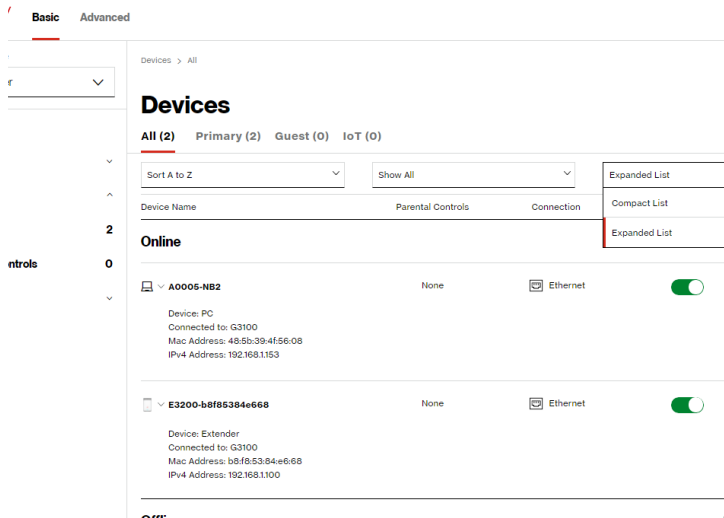 Basic Advanced
Devices > All
Devices
All (2) Primary (2) Guest (0) IoT (0)
Sort A to Z Show All Expanded List
Compact List
Expanded List
Device Name Parental Controls Connection
2
Online
0
A0005-NB2 None Ethernet
Device: PC
Connected to: G3100
Mac Address: 48:5b:39:4f:56:08
IPv4 Address: 192.168.1.153
E3200-b8f85384e668 None Ethernet
Device: Extender
Connected to: G3100
Mac Address: b8:f8:53:84:e6:68
IPv4 Address: 192.168.1.100